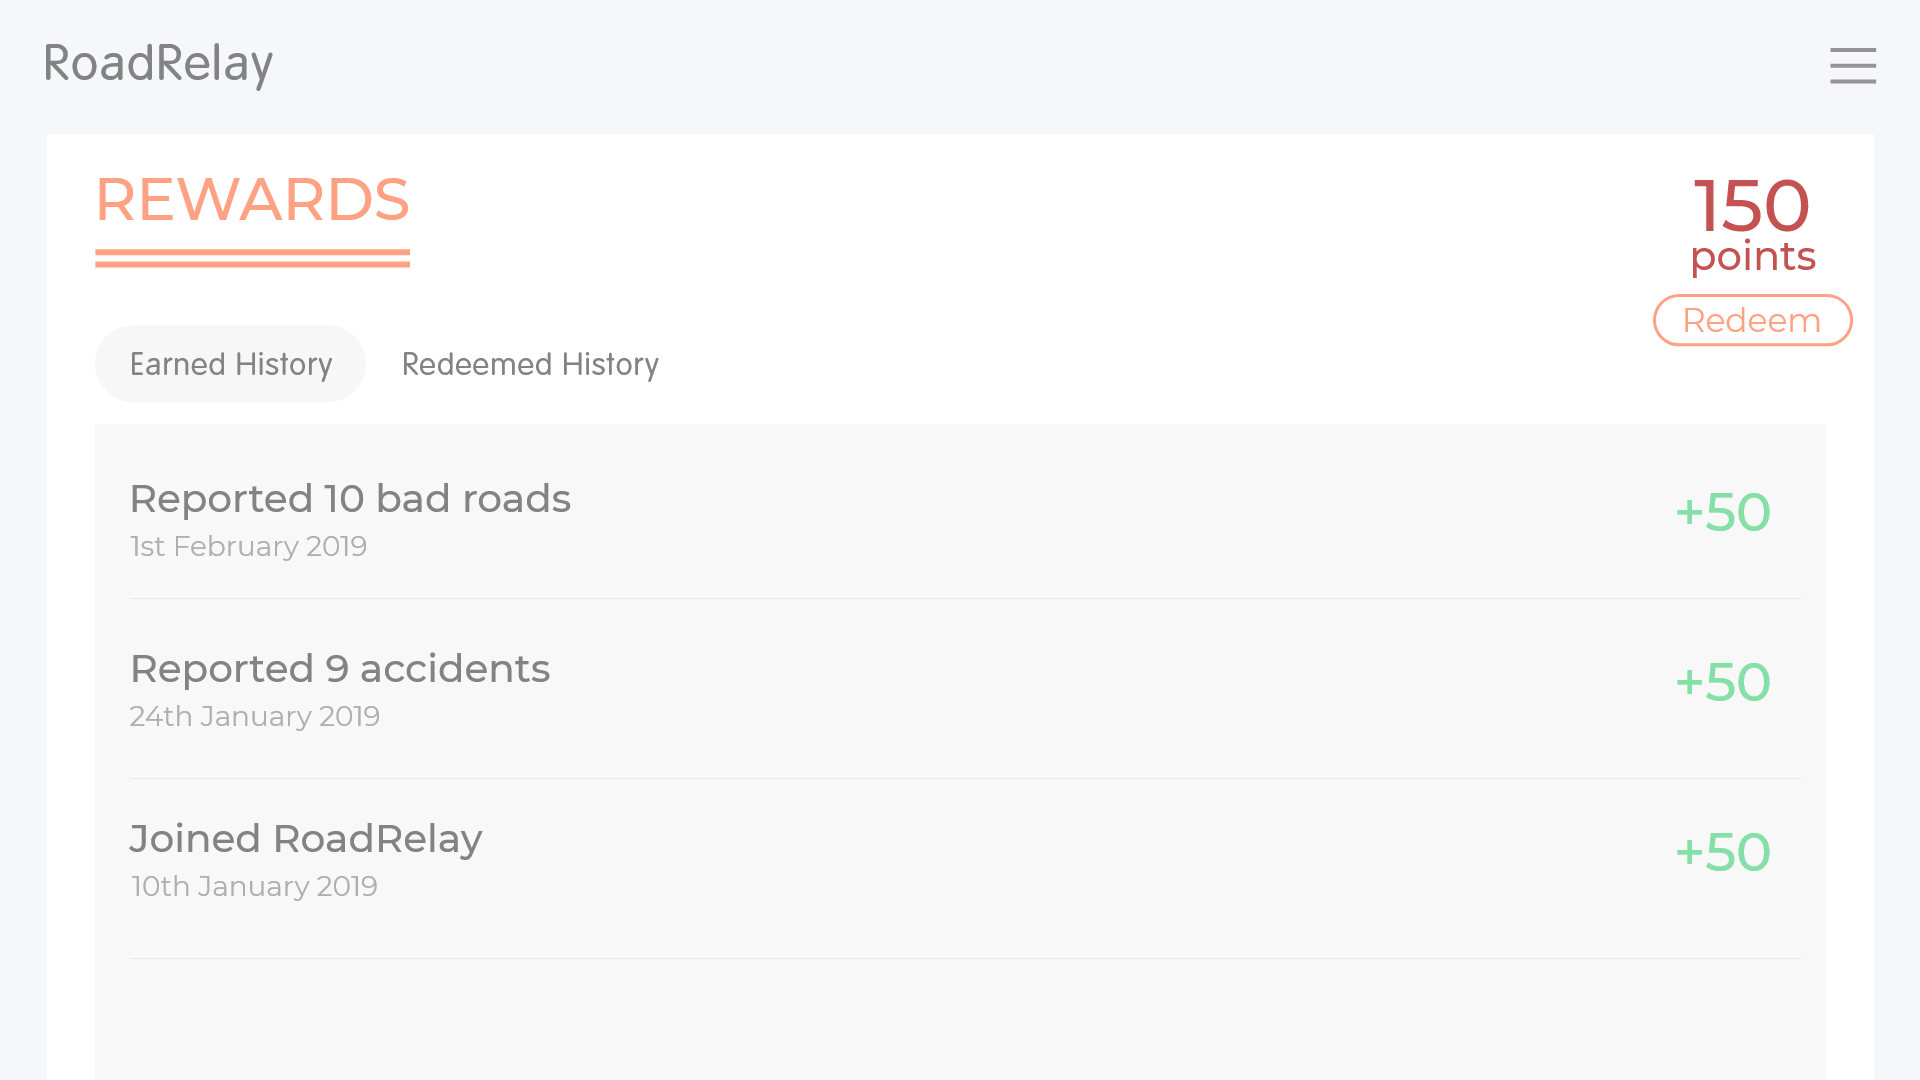 RoadRelay
REWARDS
150
points
Redeem
Earned History
Redeemed History
Reported 10 bad roads
1st February 2019
+50
Reported 9 accidents
24th January 2019
+50
Joined RoadRelay
10th January 2019
+50